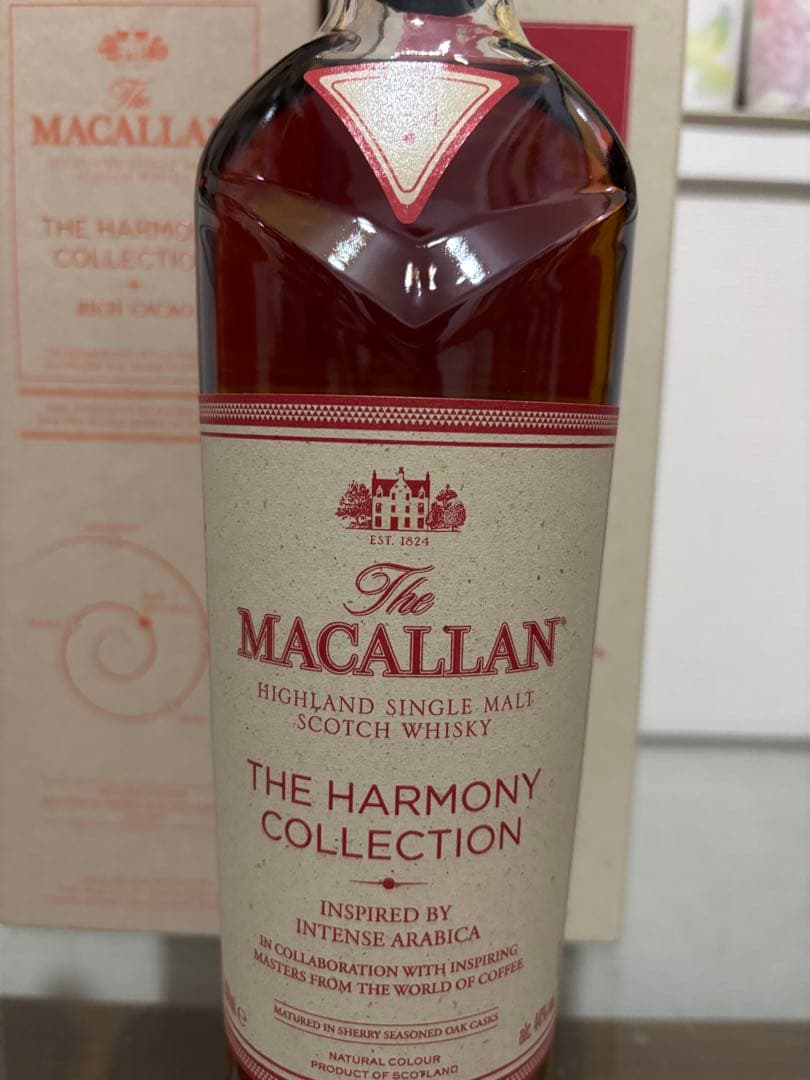 The
MACALLAN
THE HARMO
COLLECTIO
RICH CACAO
EST. 1824
The
MACALLAN
HIGHLAND SINGLE MALT
SCOTCH WHISKY
THE HARMONY
COLLECTION
INSPIRED BY
INTENSE ARABICA
IN COLLABORATION WITH INSPIRING
MASTERS FROM THE WORLD OF COFFEE
MATURED IN SHERRY SEASONED OAK CASKS
NATURAL COLOUR
PRODUCT OF SCOTLAND